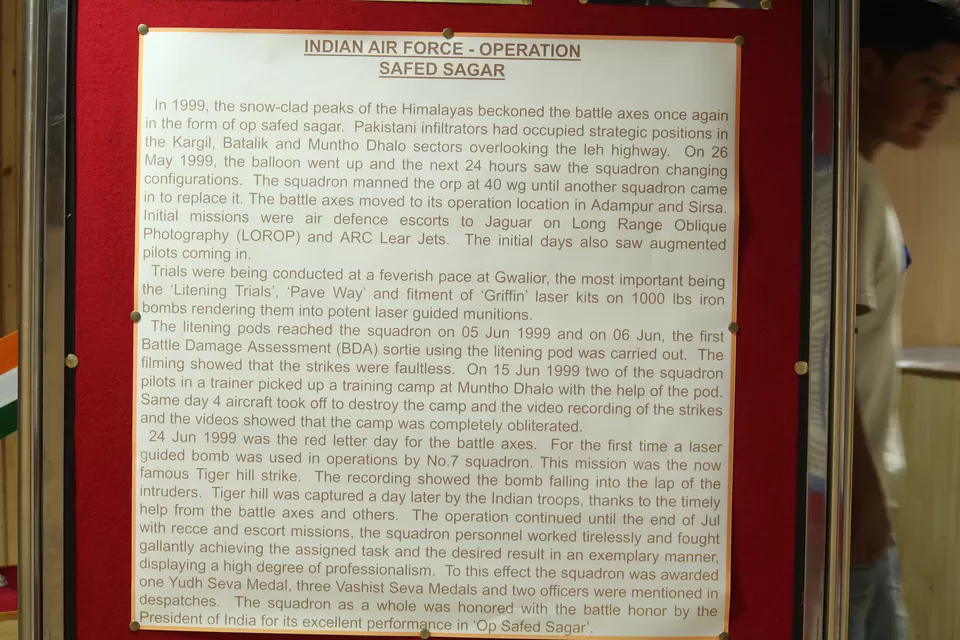 INDIAN AIR FORCE - OPERATION
SAFED SAGAR
In 1999, the snow-clad peaks of the Himalayas beckoned the battle axes once again
in the form of op safed sagar. Pakistani infiltrators had occupied strategic positions in
the Kargil, Batalik and Muntho Dhalo sectors overlooking the leh highway. On 26
May 1999, the balloon went up and the next 24 hours saw the squadron changing
configurations. The squadron manned the orp at 40 wg until another squadron came
in to replace it. The battle axes moved to its operation location in Adampur and Sirsa.
Initial missions were air defence escorts to Jaguar on Long Range Oblique
Photography (LOROP) and ARC Lear Jets. The initial days also saw augmented
pilots coming in.
Trials were being conducted at a feverish pace at Gwalior, the most important being
the ‘Litening Trials’, ‘Pave Way’ and fitment of ‘Griffin’ laser kits on 1000 lbs iron
bombs rendering them into potent laser guided munitions.
The litening pods reached the squadron on 05 Jun 1999 and on 06 Jun, the first
Battle Damage Assessment (BDA) sortie using the litening pod was carried out. The
filming showed that the strikes were faultless. On 15 Jun 1999 two of the squadron
pilots in a trainer picked up a training camp at Muntho Dhalo with the help of the pod.
Same day 4 aircraft took off to destroy the camp and the video recording of the strikes
and the videos showed that the camp was completely obliterated.
24 Jun 1999 was the red letter day for the battle axes. For the first time a laser
guided bomb was used in operations by No.7 squadron. This mission was the now
famous Tiger hill strike. The recording showed the bomb falling into the lap of the
intruders. Tiger hill was captured a day later by the Indian troops, thanks to the timely
help from the battle axes and others. The operation continued until the end of Jul
with recce and escort missions, the squadron personnel worked tirelessly and fought
gallantly achieving the assigned task and the desired result in an exemplary manner,
displaying a high degree of professionalism. To this effect the squadron was awarded
one Yudh Seva Medal, three Vashist Seva Medals and two officers were mentioned in
despatches. The squadron as a whole was honored with the battle honor by the
President of India for its excellent performance in ‘Op Safed Sagar’.